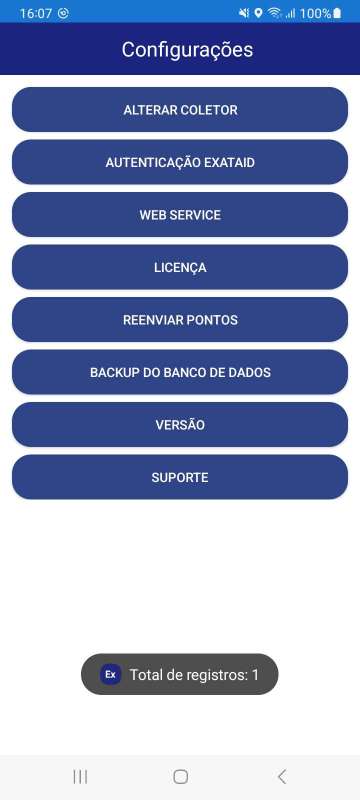 16:07
100%
Configurações
ALTERAR COLETOR
AUTENTICAÇÃO EXATAID
WEB SERVICE
LICENÇA
REENVIAR PONTOS
BACKUP DO BANCO DE DADOS
VERSÃO
SUPORTE
Ex Total de registros: 1